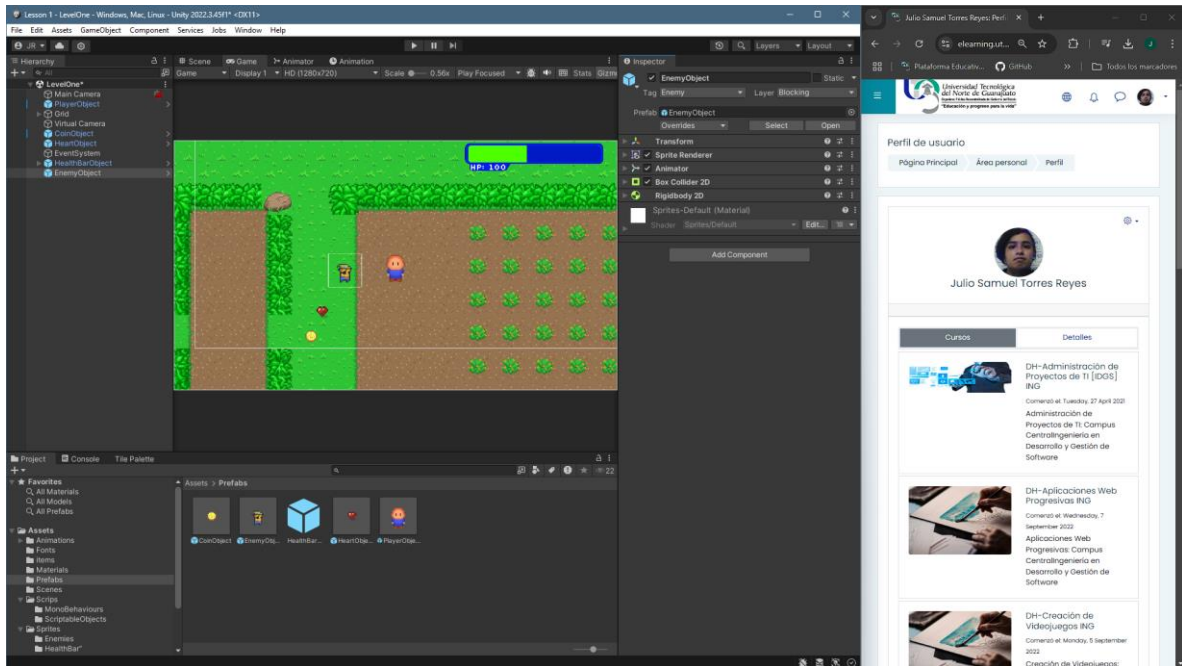 Lesson 1 - LevelOne - Windows, Mac, Linux - Unity 2022.3.45f1* <DX11>
File Edit Assets GameObject Component Services Jobs Window Help
JR
Layers Layout
Hierarchy
All
LevelOne*
Main Camera
PlayerObject
Grid
Virtual Camera
CoinObject
HeartObject
EventSystem
HealthBarObject
EnemyObject
Scene Game Animator Animation
Game Display 1 HD (1280x720) Scale 0.56x Play Focused Stats Gizm
HP: 100
Inspector
EnemyObject Static
Tag Enemy Layer Blocking
Prefab EnemyObject
Overrides Select Open
Transform
Sprite Renderer
Animator
Box Collider 2D
Rigidbody 2D
Sprites-Default (Material)
Shader Sprites/Default Edit...
Add Component
Project Console Tile Palette
22
Favorites
All Materials
All Models
All Prefabs
Assets
Animations
Fonts
items
Materials
Prefabs
Scenes
Scrips
MonoBehaviours
ScriptableObjects
Sprites
Enemies
HealthBar"
Assets > Prefabs
CoinObject EnemyObj... HealthBar... HeartObje... PlayerObje...
Julio Samuel Torres Reyes: Perf
elearning.ut...
Plataforma Educativ... GitHub Todos los marcadores
Universidad Tecnológica
del Norte de Guanajuato
"Educación y progreso para la vida"
Perfil de usuario
Página Principal Área personal Perfil
Julio Samuel Torres Reyes
Cursos Detalles
DH-Administración de
Proyectos de TI [IDGS]
ING
Comenzó el: Tuesday, 27 April 2021
Administración de
Proyectos de TI: Campus
CentralIngeniería en
Desarrollo y Gestión de
Software
DH-Aplicaciones Web
Progresivas ING
Comenzó el: Wednesday, 7
September 2022
Aplicaciones Web
Progresivas: Campus
CentralIngeniería en
Desarrollo y Gestión de
Software
DH-Creación de
Videojuegos ING
Comenzó el: Monday, 5 September
2022
Creación de Videojuegos: